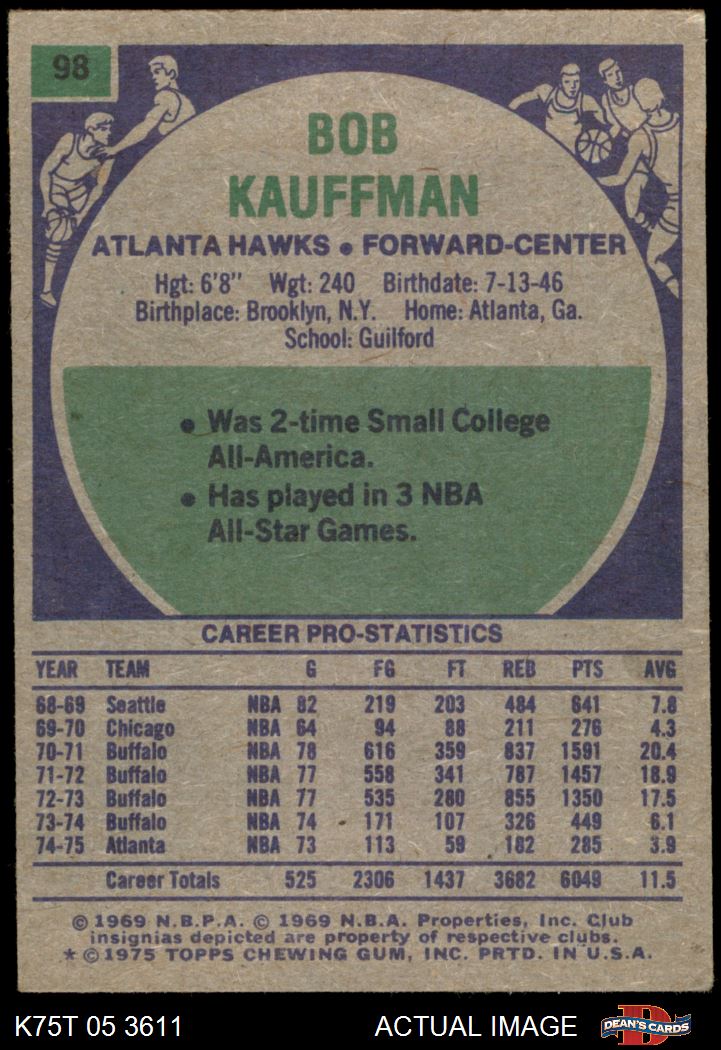 98
BOB
KAUFFMAN
ATLANTA HAWKS • FORWARD-CENTER
Hgt: 6'8" Wgt: 240 Birthdate: 7-13-46
Birthplace: Brooklyn, N.Y. Home: Atlanta, Ga.
School: Guilford
• Was 2-time Small College
All-America.
• Has played in 3 NBA
All-Star Games.
CAREER PRO-STATISTICS
YEAR TEAM G FG FT REB PTS AVG
68-69 Seattle NBA 82 219 203 484 641 7.8
69-70 Chicago NBA 64 94 88 211 276 4.3
70-71 Buffalo NBA 78 616 359 837 1591 20.4
71-72 Buffalo NBA 77 558 341 787 1457 18.9
72-73 Buffalo NBA 77 535 280 855 1350 17.5
73-74 Buffalo NBA 74 171 107 326 449 6.1
74-75 Atlanta NBA 73 113 59 182 285 3.9
Career Totals 525 2306 1437 3682 6049 11.5
© 1969 N.B.P.A. © 1969 N.B.A. Properties, Inc. Club
insignias depicted are property of respective clubs.
* © 1975 TOPPS CHEWING GUM, INC. PRTD. IN U.S.A.
K75T 05 3611 ACTUAL IMAGE D DEAN'S CARDS